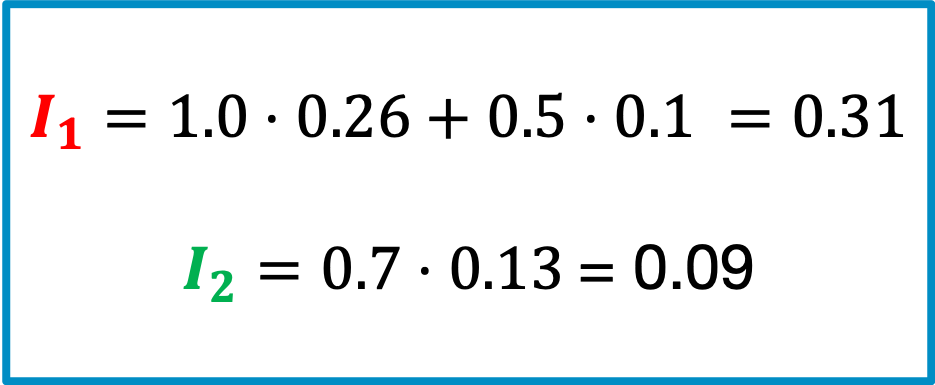 I₁ = 1.0 · 0.26 + 0.5 · 0.1 = 0.31
I₂ = 0.7 · 0.13 = 0.09